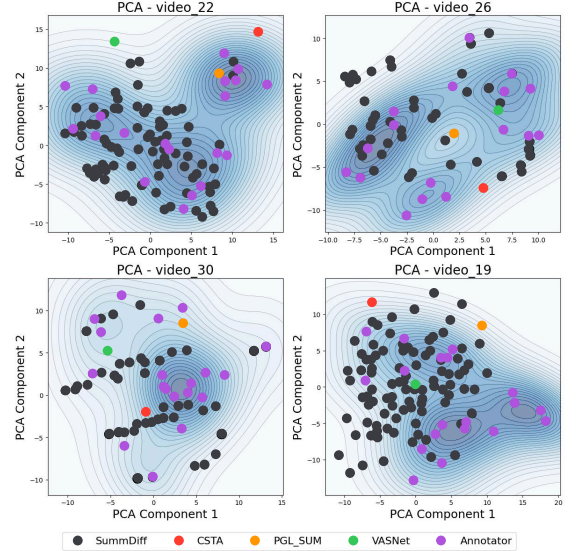 PCA - video_22
PCA - video_26
PCA Component 2
15
10
5
0
−5
−10
−10
−5
0
5
10
15
PCA Component 1
PCA Component 2
10
5
0
−5
−10
−10.0
−7.5
−5.0
−2.5
0.0
2.5
5.0
7.5
10.0
PCA Component 1
PCA - video_30
PCA - video_19
PCA Component 2
10
5
0
−5
−10
−10
−5
0
5
10
15
PCA Component 1
PCA Component 2
10
5
0
−5
−10
−10
−5
0
5
10
15
20
PCA Component 1
SummDiff
CSTA
PGL_SUM
VASNet
Annotator